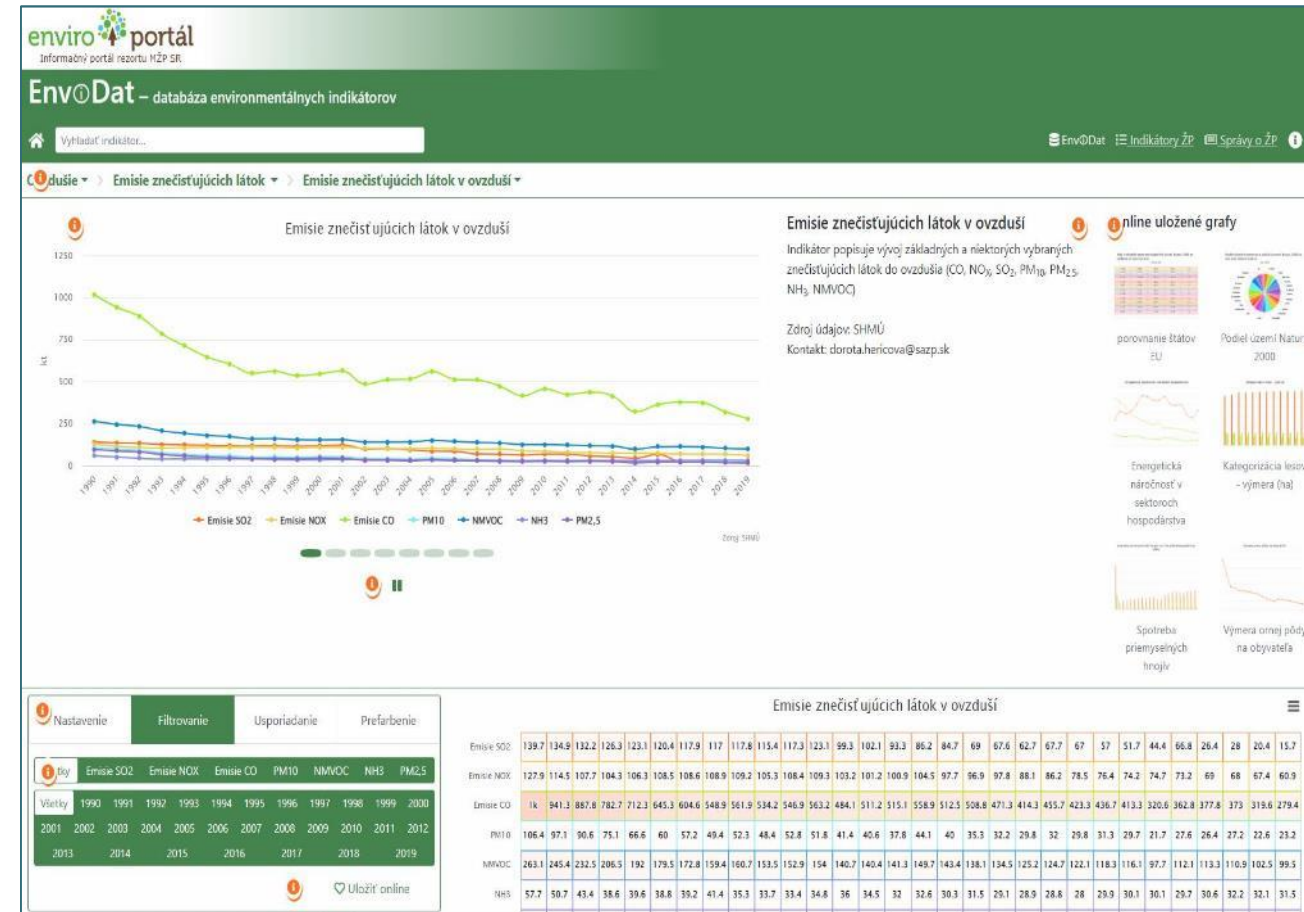 enviro portál
Informačný portál rezortu MŽP SR
EnvⓘDat – databáza environmentálnych indikátorov
Vyhľadať indikátor...
EnvⓘDat Indikátory ŽP Správy o ŽP
dušie Emisie znečisťujúcich látok Emisie znečisťujúcich látok v ovzduší
Emisie znečisťujúcich látok v ovzduší
1250
1000
750
500
250
0
kt
1990 1991 1992 1993 1994 1995 1996 1997 1998 1999 2000 2001 2002 2003 2004 2005 2006 2007 2008 2009 2010 2011 2012 2013 2014 2015 2016 2017 2018 2019
Emisie SO2 Emisie NOX Emisie CO PM10 NMVOC NH3 PM2,5
Zdroj: SHMÚ
Emisie znečisťujúcich látok v ovzduší
Indikátor popisuje vývoj základných a niektorých vybraných
znečisťujúcich látok do ovzdušia (CO, NOX, SO2, PM10, PM2,5,
NH3, NMVOC)
Zdroj údajov: SHMÚ
Kontakt: dorota.hericova@sazp.sk
nline uložené grafy
porovnanie štátov
EU
Podiel území Natur
2000
Energetická
náročnosť v
sektoroch
hospodárstva
Kategorizácia lesov
- výmera (ha)
Spotreba
priemyselných
hnojív
Výmera ornej pôdy
na obyvateľa
Nastavenie Filtrovanie Usporiadanie Prefarbenie
tky Emisie SO2 Emisie NOX Emisie CO PM10 NMVOC NH3 PM2,5
Všetky 1990 1991 1992 1993 1994 1995 1996 1997 1998 1999 2000
2001 2002 2003 2004 2005 2006 2007 2008 2009 2010 2011 2012
2013 2014 2015 2016 2017 2018 2019
Uložiť online
Emisie znečisťujúcich látok v ovzduší
Emisie SO2 139.7 134.9 132.2 126.3 123.1 120.4 117.9 117 117.8 115.4 117.3 123.1 99.3 102.1 93.3 86.2 84.7 69 67.6 62.7 67.7 67 57 51.7 44.4 66.8 26.4 28 20.4 15.7
Emisie NOX 127.9 114.5 107.7 104.3 106.3 108.5 108.6 108.9 109.2 105.3 108.4 109.3 103.2 101.2 100.9 104.5 97.7 96.9 97.8 88.1 86.2 78.5 76.4 74.2 74.7 73.2 69 68 67.4 60.9
Emisie CO 1k 941.3 887.8 782.7 712.3 645.3 604.6 548.9 561.9 534.2 546.9 563.2 484.1 511.2 515.1 558.9 512.5 508.8 471.3 414.3 455.7 423.3 436.7 413.3 320.6 362.8 377.8 373 319.6 279.4
PM10 106.4 97.1 90.6 75.1 66.6 60 57.2 49.4 52.3 48.4 52.8 51.8 41.4 40.6 37.8 44.1 40 35.3 32.2 29.8 32 29.8 31.3 29.7 21.7 27.6 26.4 27.2 22.6 23.2
NMVOC 263.1 245.4 232.5 206.5 192 179.5 172.8 159.4 160.7 153.5 152.9 154 140.7 140.4 141.3 149.7 143.4 138.1 134.5 125.2 124.7 122.1 118.3 116.1 97.7 112.1 113.3 110.9 102.5 99.5
NH3 57.7 50.7 43.4 38.6 39.6 38.8 39.2 41.4 35.3 33.7 33.4 34.8 36 34.5 32 32.6 30.3 31.5 29.1 28.9 28.8 28 29.9 30.1 30.1 29.7 30.6 32.2 32.1 31.5